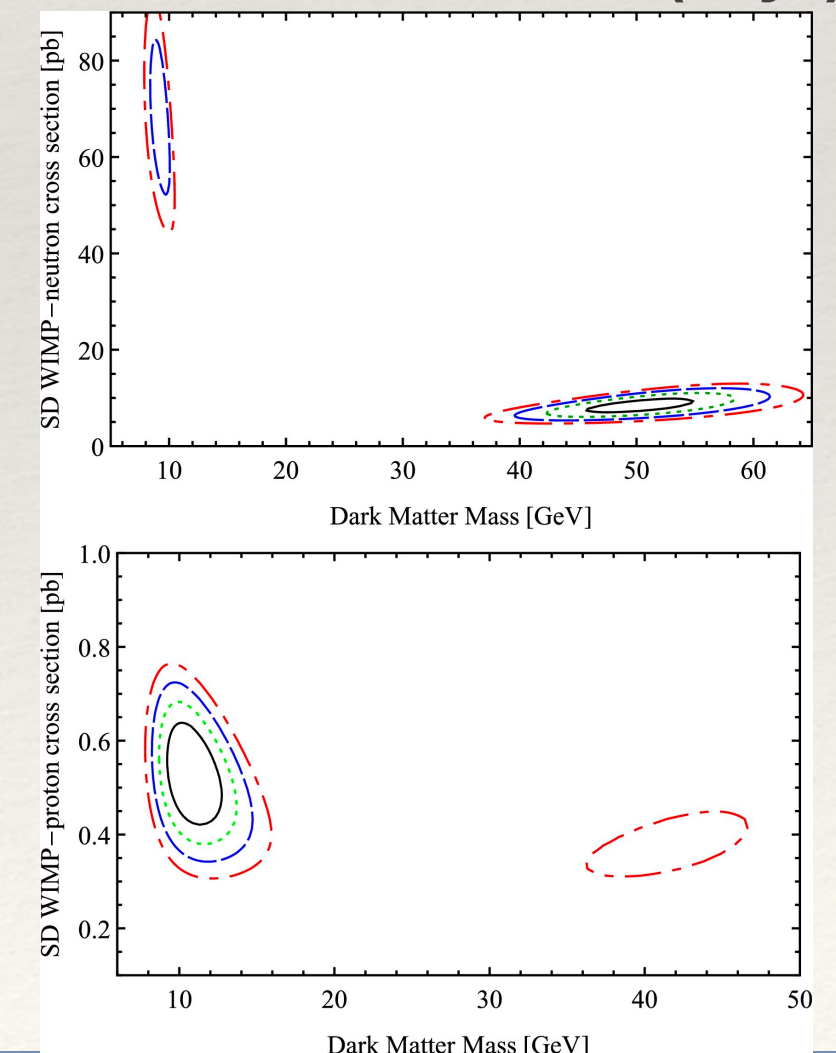 SD WIMP−neutron cross section [pb]
80
60
40
20
0
10 20 30 40 50 60
Dark Matter Mass [GeV]
SD WIMP−proton cross section [pb]
1.0
0.8
0.6
0.4
0.2
10 20 30 40 50
Dark Matter Mass [GeV]